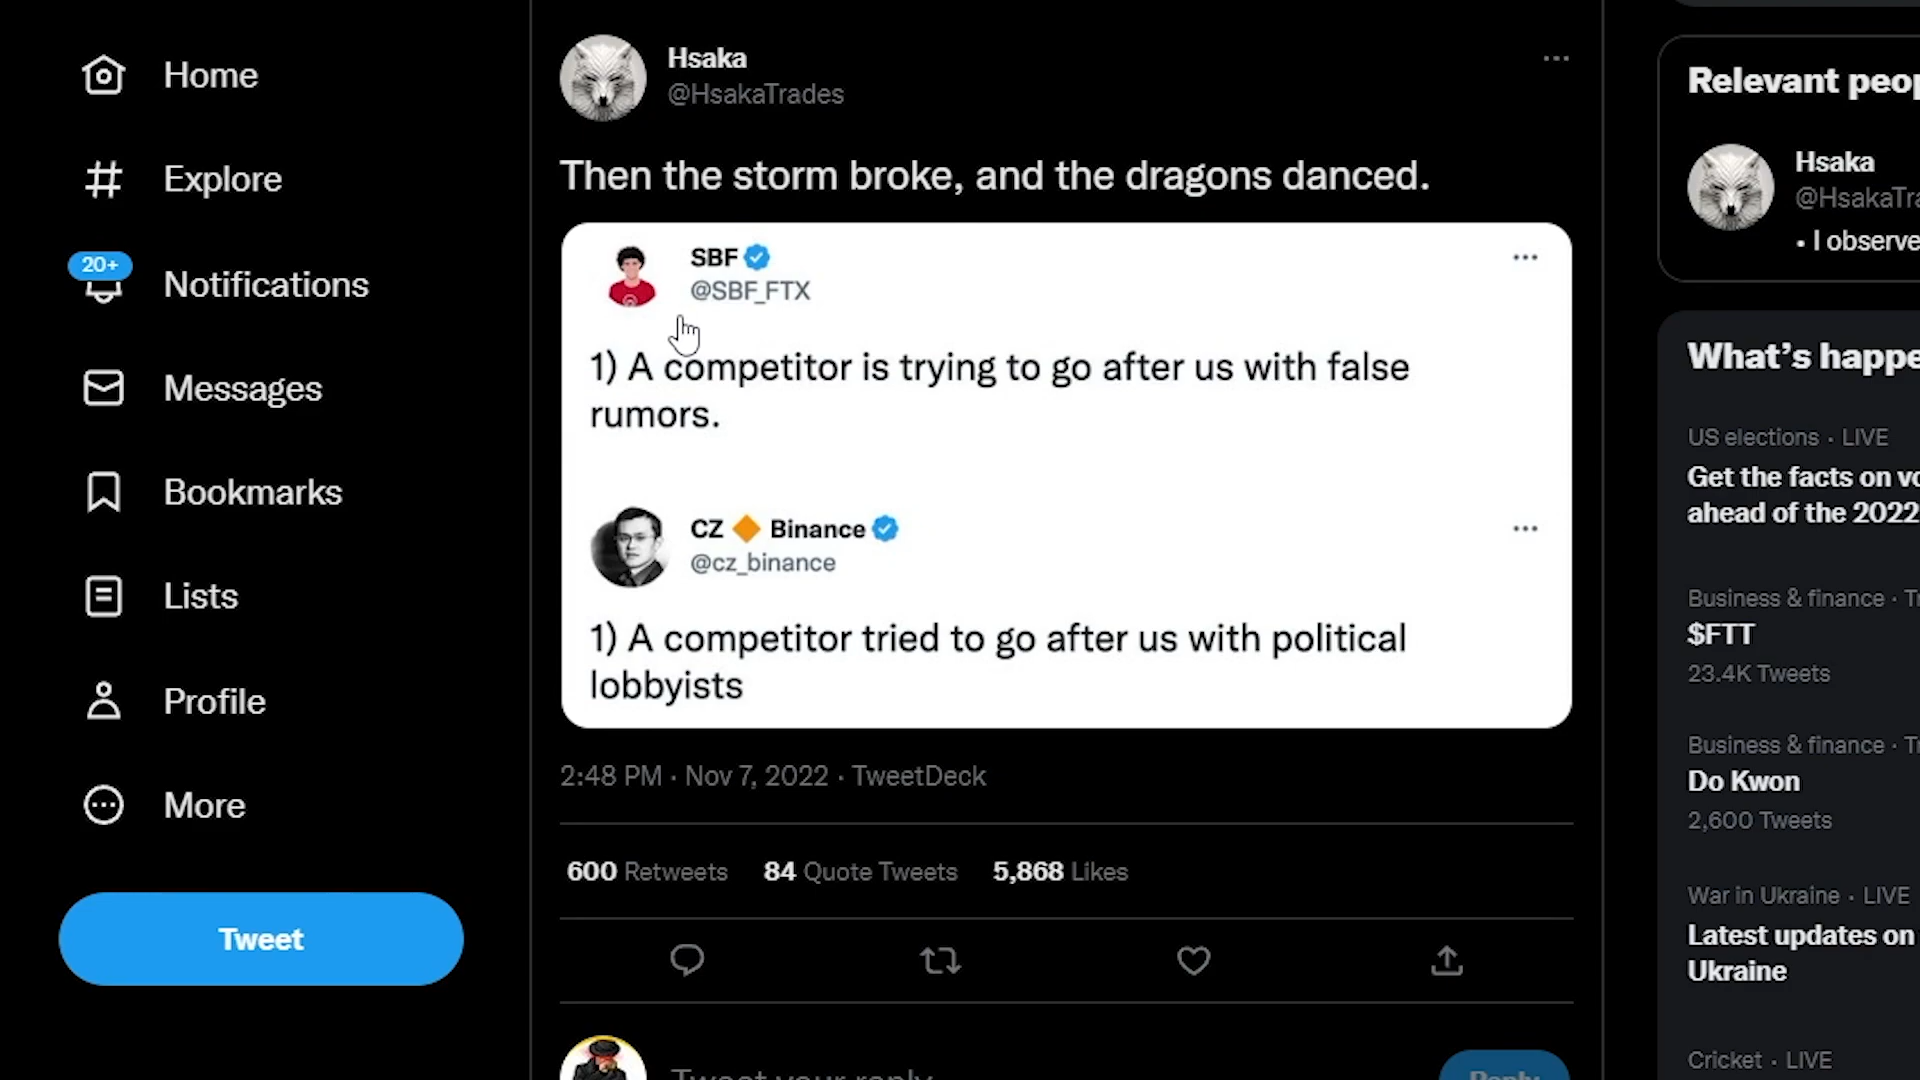 Home
Explore
20+
Notifications
Messages
Bookmarks
Lists
Profile
More
Tweet
Hsaka
@HsakaTrades
Then the storm broke, and the dragons danced.
SBF
@SBF_FTX
1) A competitor is trying to go after us with false
rumors.
CZ Binance
@cz_binance
1) A competitor tried to go after us with political
lobbyists
2:48 PM · Nov 7, 2022 · TweetDeck
600 Retweets 84 Quote Tweets 5,868 Likes
Tweet your reply
Reply
Relevant peop
Hsaka
@HsakaTra
• I observe
What's happe
US elections · LIVE
Get the facts on vo
ahead of the 2022
Business & finance · Tr
$FTT
23.4K Tweets
Business & finance · Tr
Do Kwon
2,600 Tweets
War in Ukraine · LIVE
Latest updates on
Ukraine
Cricket · LIVE